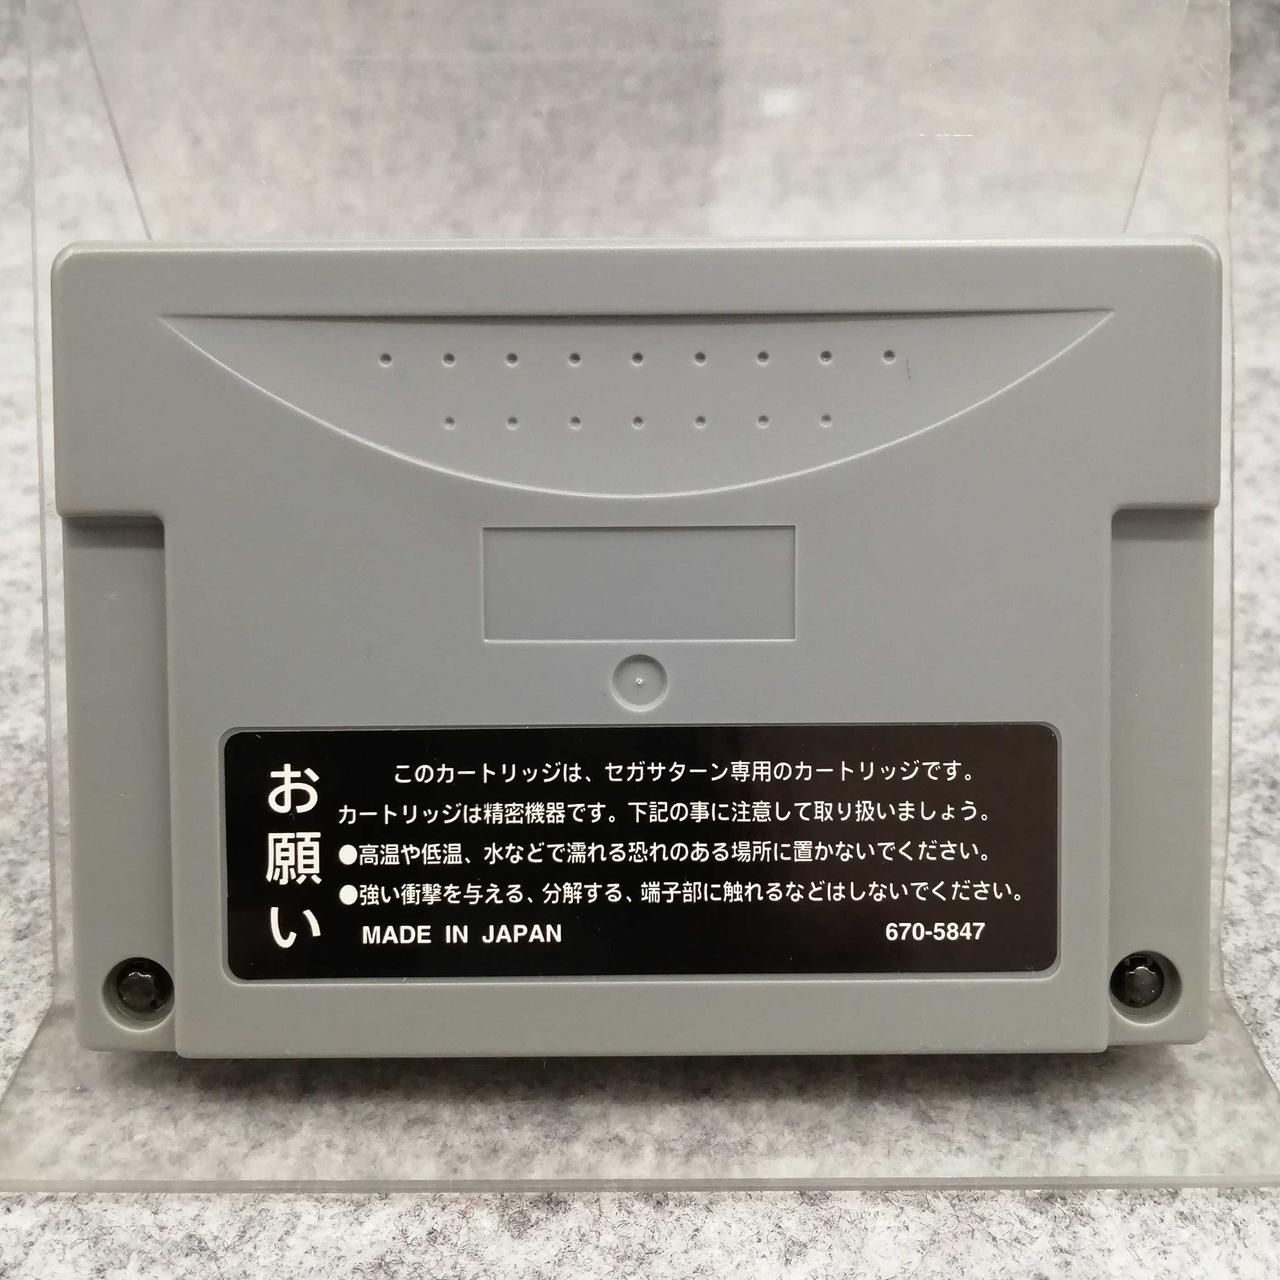 お願い
このカートリッジは、セガサターン専用のカートリッジです。
カートリッジは精密機器です。下記の事に注意して取り扱いましょう。
●高温や低温、水などで濡れる恐れのある場所に置かないでください。
●強い衝撃を与える、分解する、端子部に触れるなどはしないでください。
MADE IN JAPAN 670-5847